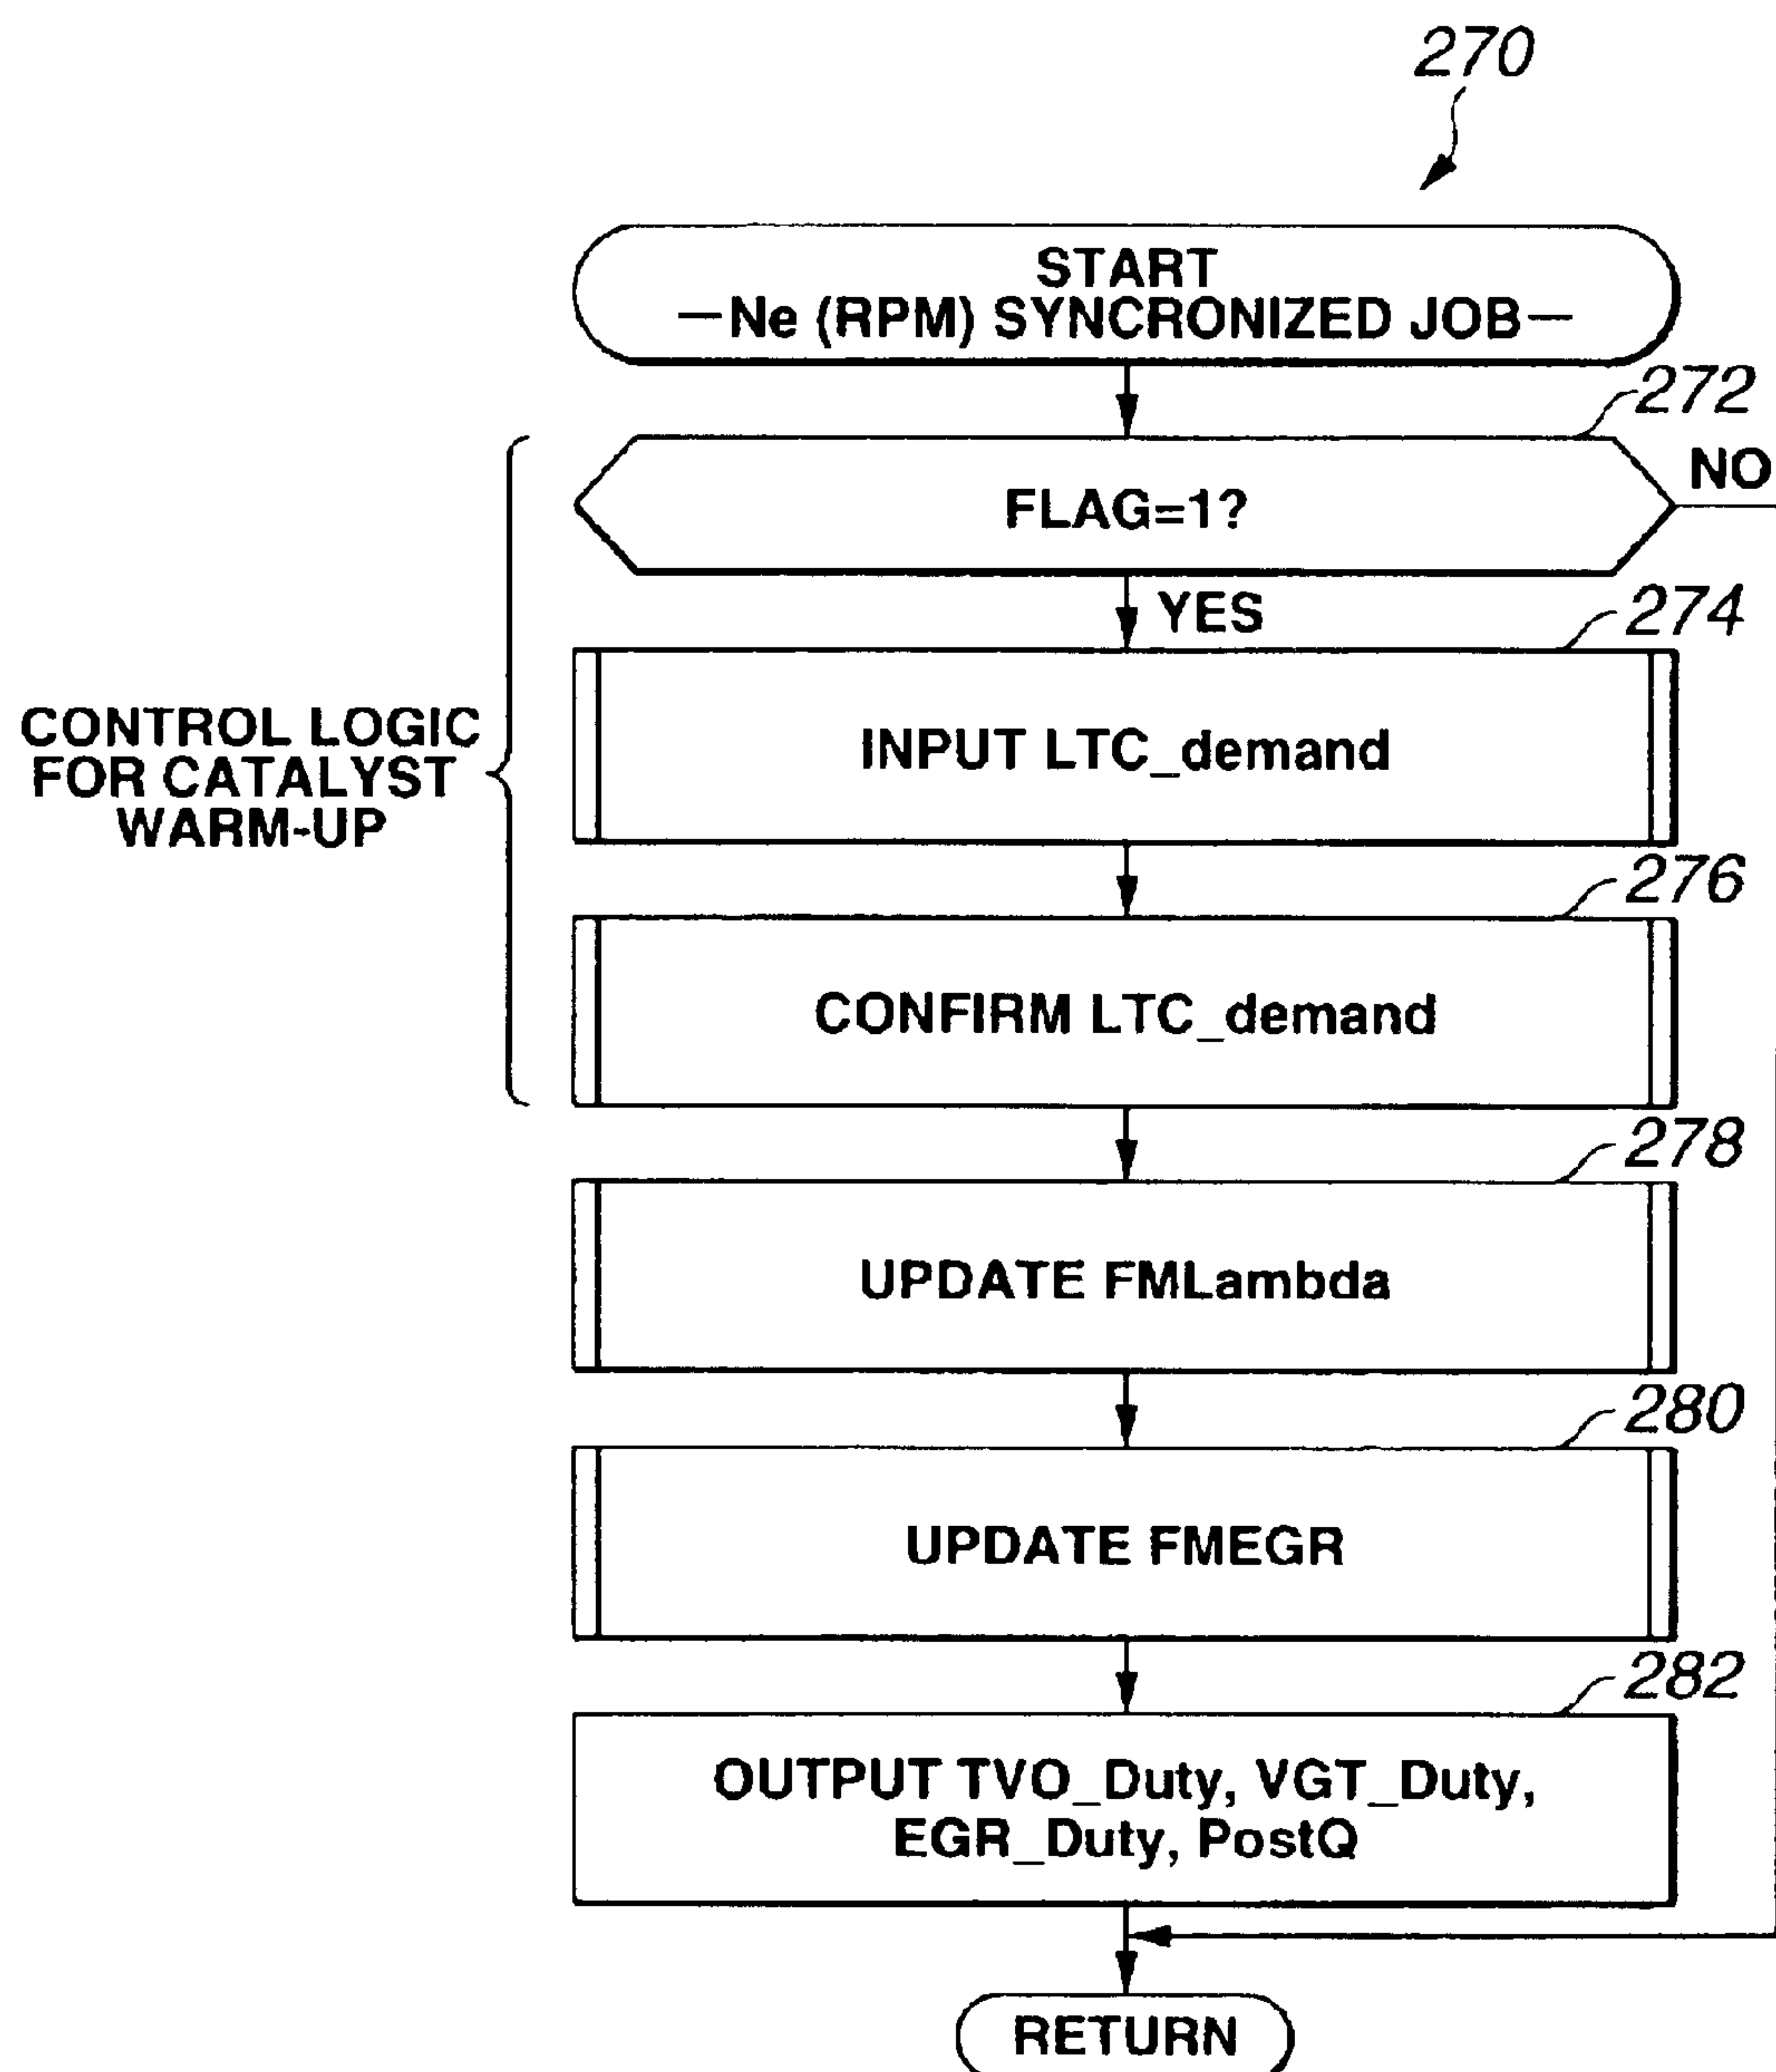 270
START
—Ne (RPM) SYNCRONIZED JOB—
272
FLAG=1?
NO
YES
274
INPUT LTC_demand
CONTROL LOGIC
FOR CATALYST
WARM-UP
276
CONFIRM LTC_demand
278
UPDATE FMLambda
280
UPDATE FMEGR
282
OUTPUT TVO_Duty, VGT_Duty,
EGR_Duty, PostQ
RETURN